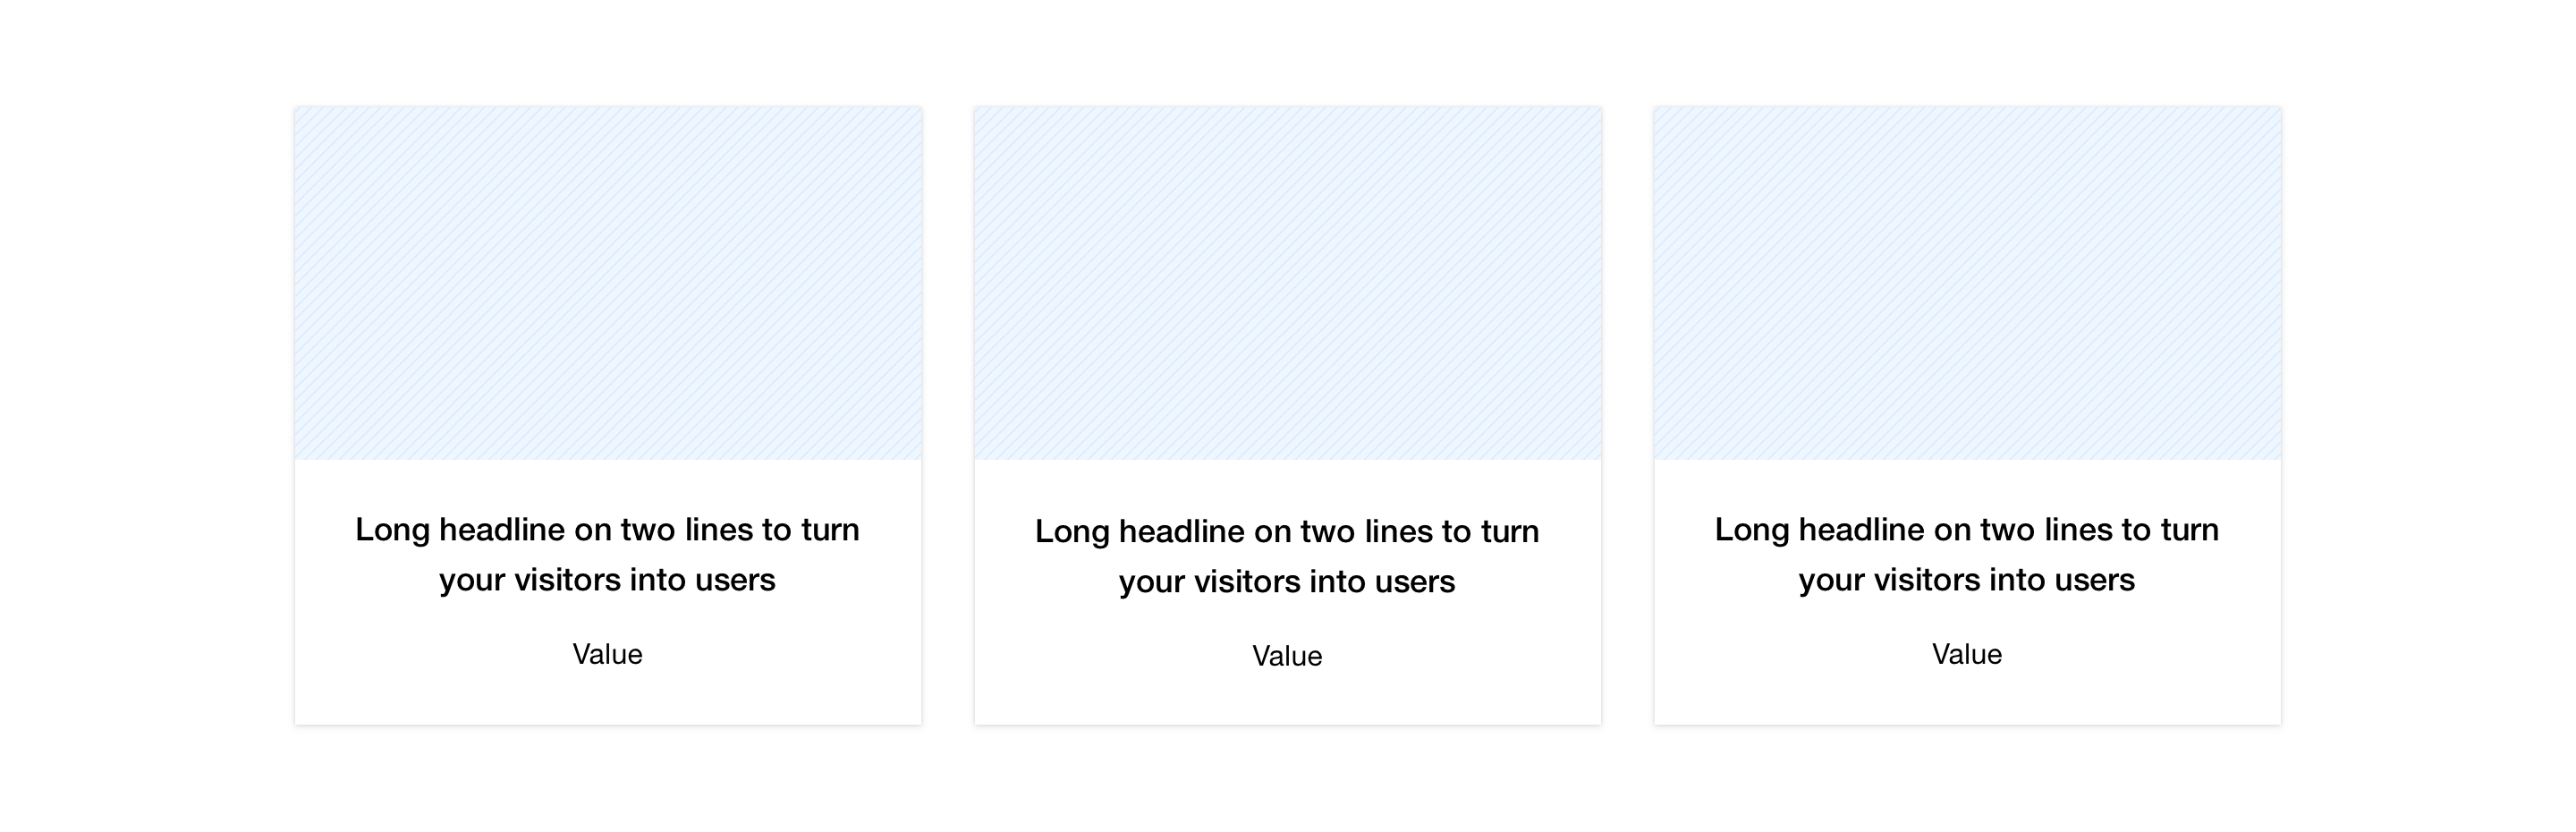 Long headline on two lines to turn
your visitors into users
Value
Long headline on two lines to turn
your visitors into users
Value
Long headline on two lines to turn
your visitors into users
Value